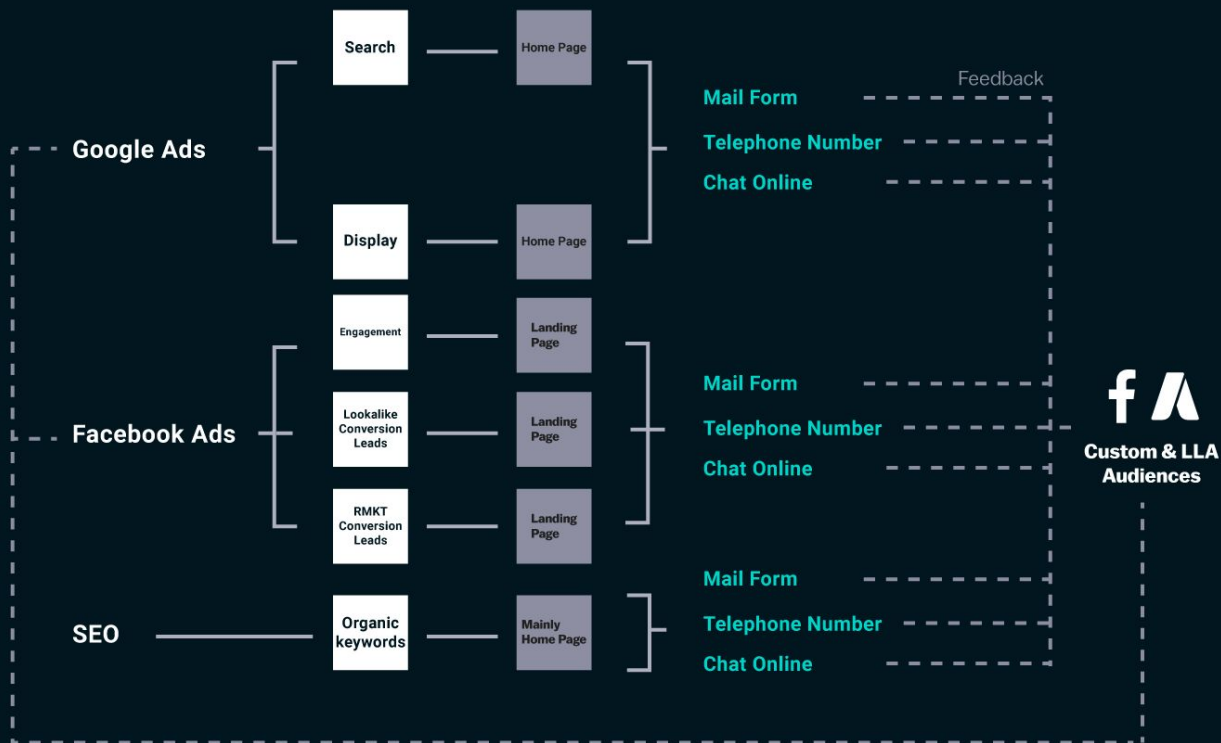 Search
Home Page
Feedback
Mail Form
Google Ads
Telephone Number
Chat Online
Display
Home Page
Engagement
Landing
Page
Mail Form
Lookalike
Conversion
Leads
Landing
Page
Facebook Ads
Telephone Number
Custom & LLA
Audiences
Chat Online
RMKT
Conversion
Leads
Landing
Page
Mail Form
SEO
Organic
keywords
Mainly
Home Page
Telephone Number
Chat Online